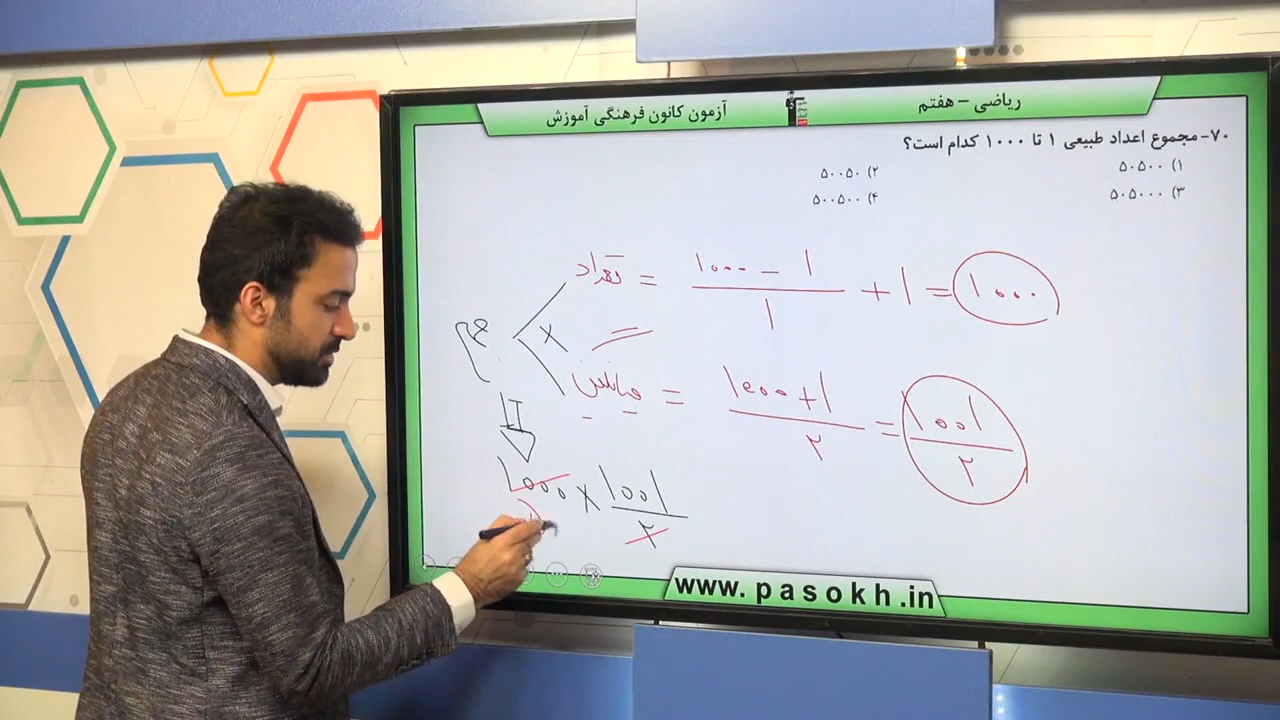 ریاضی - هفتم
آزمون کانون فرهنگی آموزش
۷۰- مجموع اعداد طبیعی ۱ تا ۱۰۰۰ کدام است؟
۱) ۵۰۵۰۰
۲) ۵۰۰۵۰
۳) ۵۰۵۰۰۰
۴) ۵۰۰۵۰۰
تعداد = (۱۰۰۰ - ۱) / ۱ + ۱ = ۱۰۰۰
×
میانگین = (۱۰۰۰ + ۱) / ۲ = ۱۰۰۱ / ۲
۱۰۰۰ × ۱۰۰۱ / ۲
www.pasokh.in